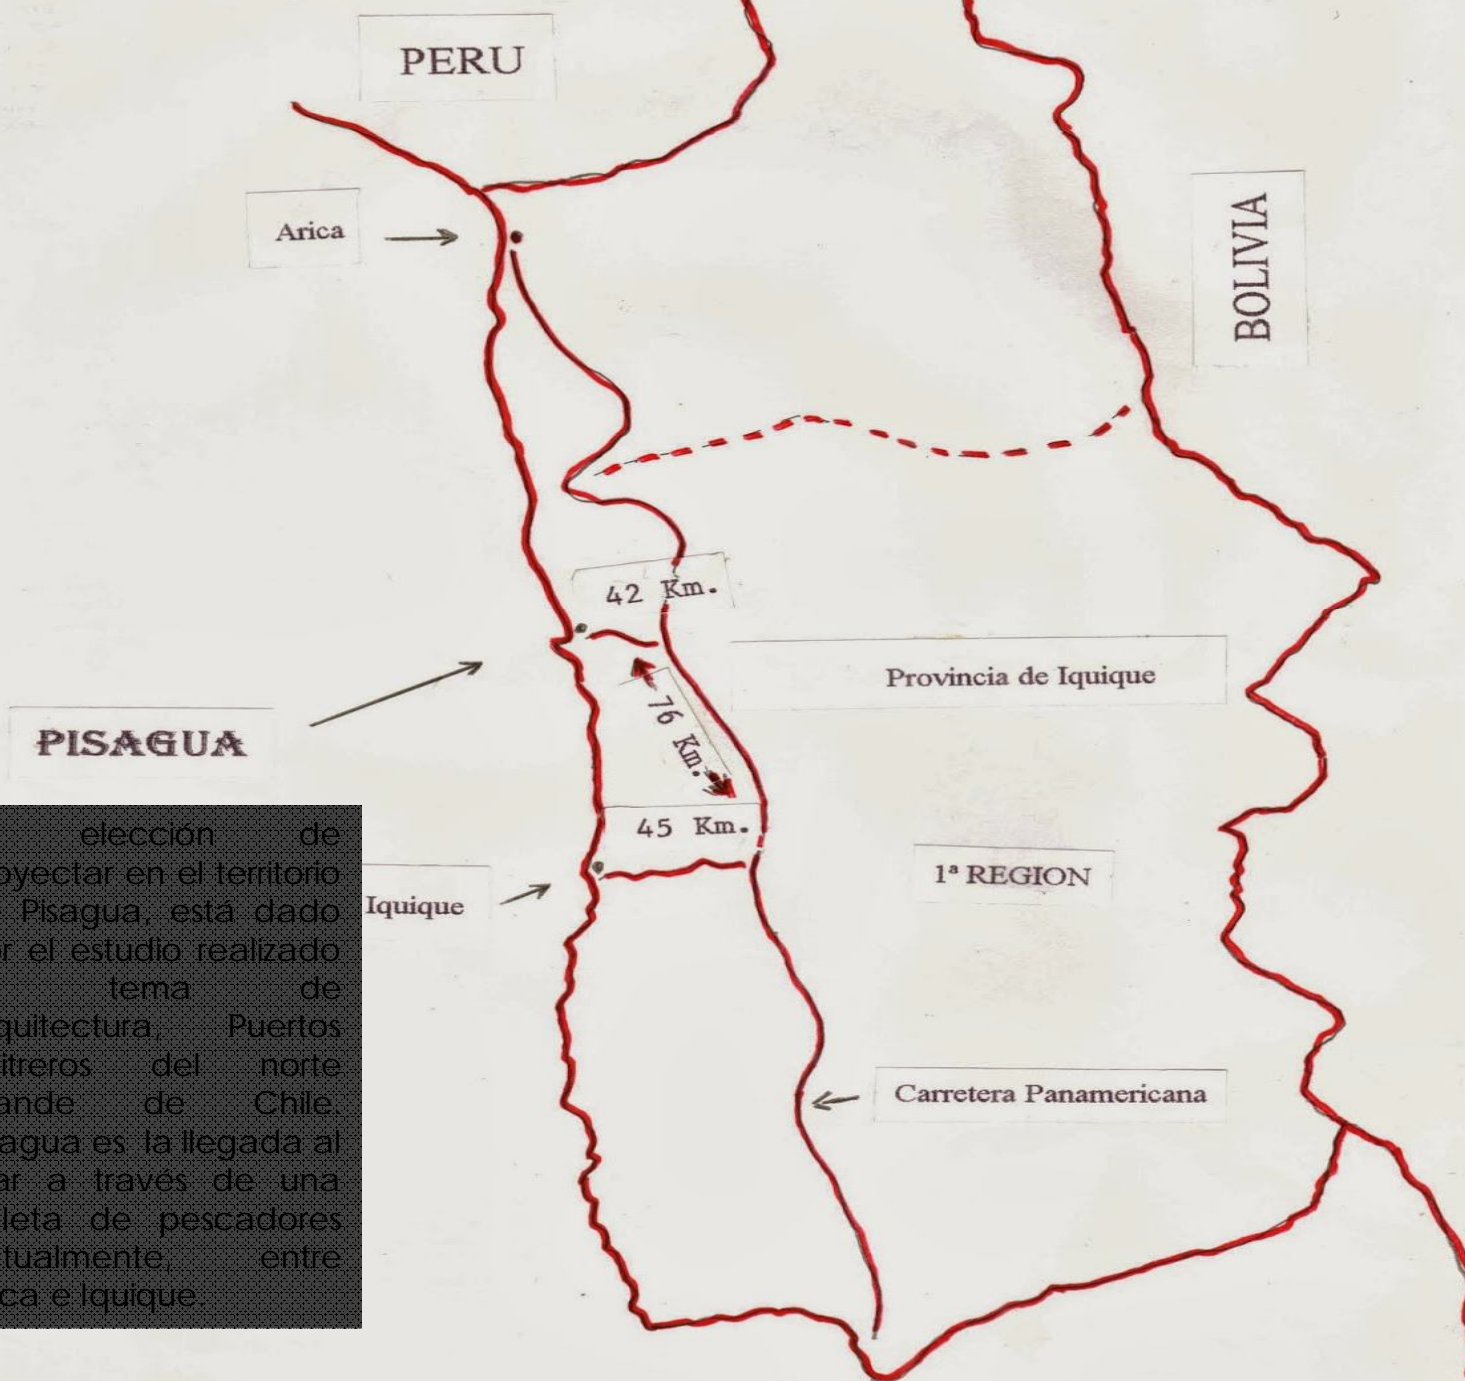 PERU
Arica
BOLIVIA
42 Km.
Provincia de Iquique
76 Km.
PISAGUA
45 Km.
1ª REGION
Iquique
Carretera Panamericana
elección de
oyectar en el territorio
Pisagua, está dado
r el estudio realizado
tema de
quitectura, Puertos
itreros del norte
ande de Chile.
agua es la llegada al
ar a través de una
leta de pescadores
tualmente, entre
ca e Iquique.